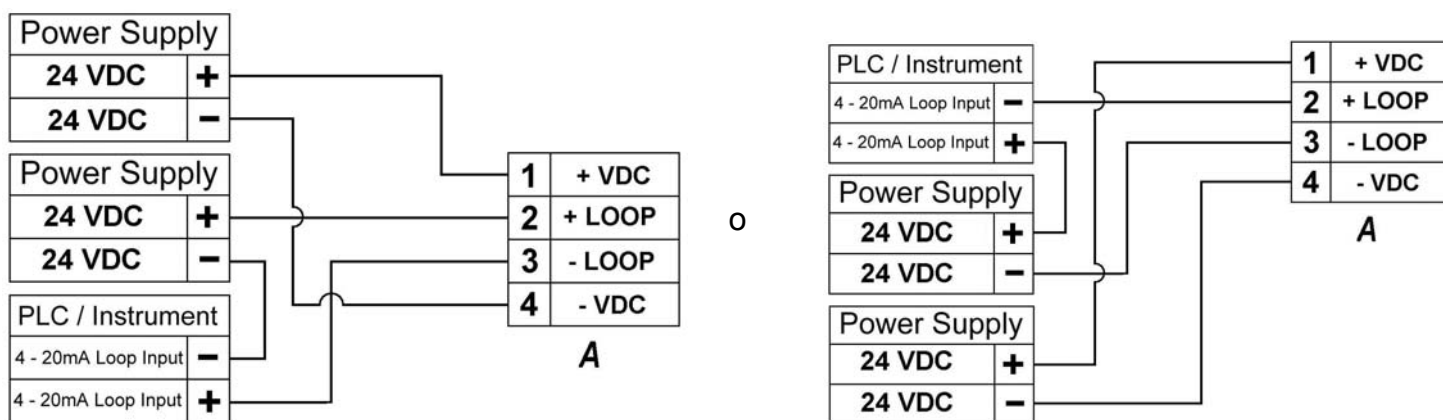 Power Supply
24 VDC +
24 VDC −
Power Supply
24 VDC +
24 VDC −
PLC / Instrument
4 - 20mA Loop Input −
4 - 20mA Loop Input +
1 + VDC
2 + LOOP
3 - LOOP
4 - VDC
A
o
PLC / Instrument
4 - 20mA Loop Input −
4 - 20mA Loop Input +
Power Supply
24 VDC +
24 VDC −
Power Supply
24 VDC +
24 VDC −
1 + VDC
2 + LOOP
3 - LOOP
4 - VDC
A